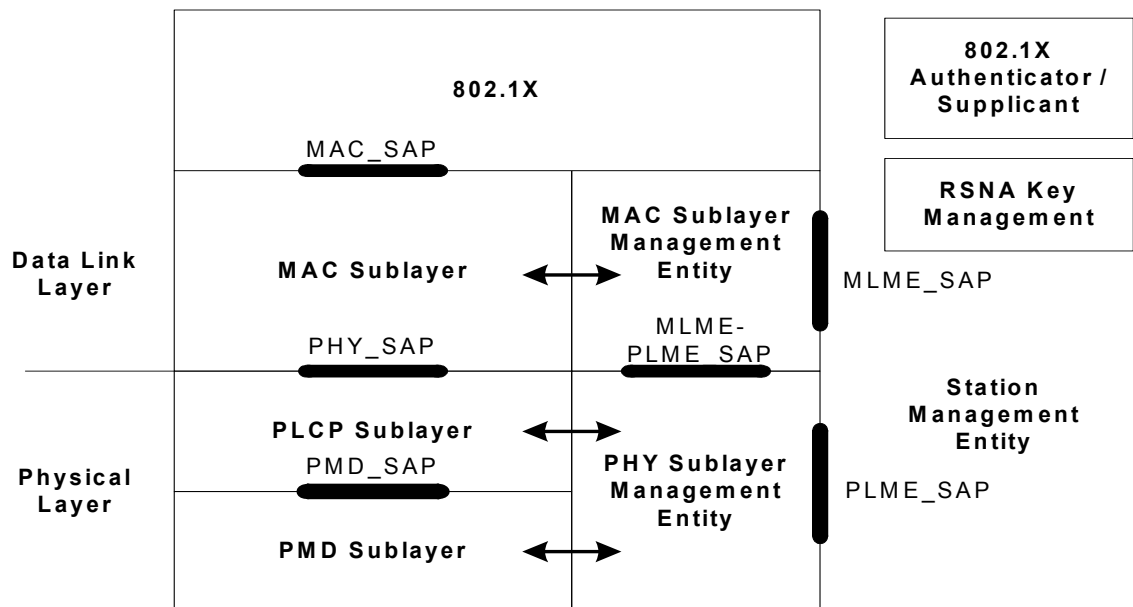 802.1X
802.1X
Authenticator /
Supplicant
MAC_SAP
RSNA Key
Management
MAC Sublayer
Management
Entity
Data Link
Layer
MAC Sublayer
MLME_SAP
MLME-
PLME_SAP
PHY_SAP
Station
Management
Entity
PLCP Sublayer
PMD_SAP
PHY Sublayer
Management
Entity
Physical
Layer
PLME_SAP
PMD Sublayer